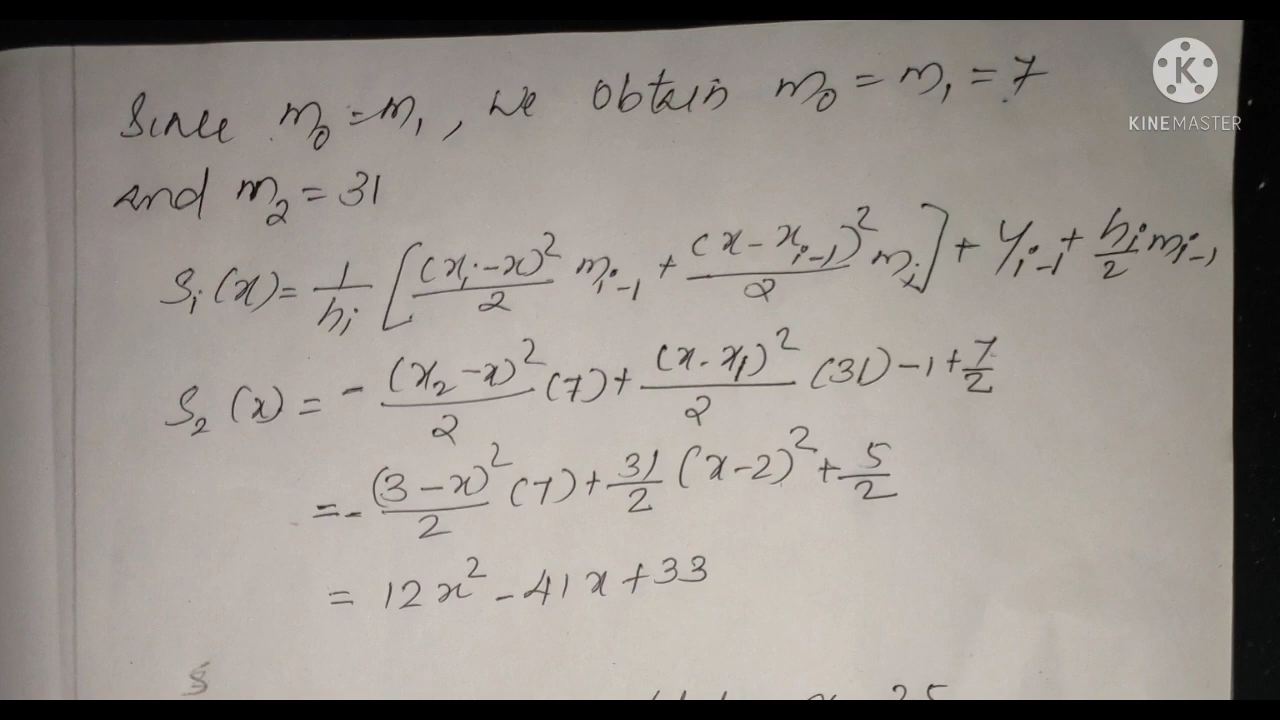 Since m₀ = m₁, we obtain m₀ = m₁ = 7
and m₂ = 31
Sᵢ(x) = 1/hᵢ [(xᵢ - x)²/2 mᵢ₋₁ + (x - xᵢ₋₁)²/2 mᵢ] + yᵢ₋₁ + hᵢ/2 mᵢ₋₁
S₂(x) = -(x₂ - x)²/2 (7) + (x - x₁)²/2 (31) - 1 + 7/2
= -(3 - x)²/2 (7) + 31/2 (x - 2)² + 5/2
= 12x² - 41x + 33
KINEMASTER